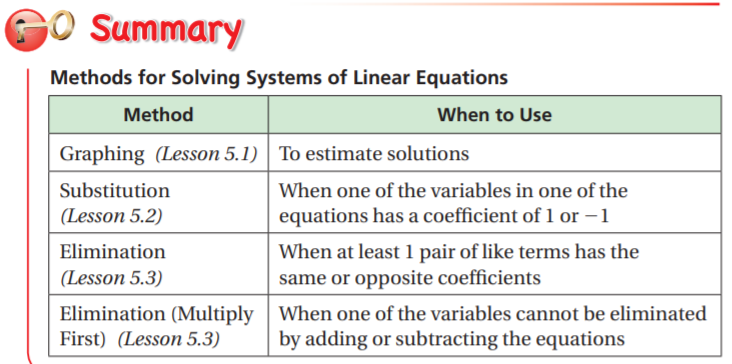 Summary
Methods for Solving Systems of Linear Equations
Method When to Use
Graphing (Lesson 5.1) To estimate solutions
Substitution
(Lesson 5.2)
When one of the variables in one of the
equations has a coefficient of 1 or −1
Elimination
(Lesson 5.3)
When at least 1 pair of like terms has the
same or opposite coefficients
Elimination (Multiply
First) (Lesson 5.3)
When one of the variables cannot be eliminated
by adding or subtracting the equations